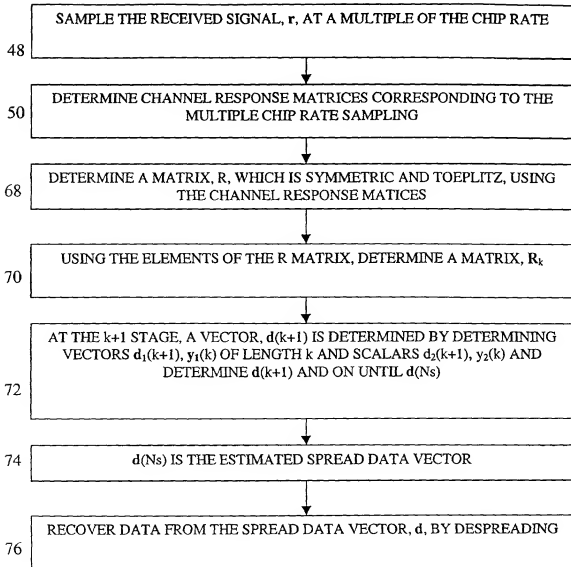 SAMPLE THE RECEIVED SIGNAL, r, AT A MULTIPLE OF THE CHIP RATE
48
DETERMINE CHANNEL RESPONSE MATRICES CORRESPONDING TO THE
MULTIPLE CHIP RATE SAMPLING
50
DETERMINE A MATRIX, R, WHICH IS SYMMETRIC AND TOEPLITZ, USING
THE CHANNEL RESPONSE MATICES
68
USING THE ELEMENTS OF THE R MATRIX, DETERMINE A MATRIX, Rk
70
AT THE k+1 STAGE, A VECTOR, d(k+1) IS DETERMINED BY DETERMINING
VECTORS d1(k+1), y1(k) OF LENGTH k AND SCALARS d2(k+1), y2(k) AND
DETERMINE d(k+1) AND ON UNTIL d(Ns)
72
d(Ns) IS THE ESTIMATED SPREAD DATA VECTOR
74
RECOVER DATA FROM THE SPREAD DATA VECTOR, d, BY DESPREADING
76